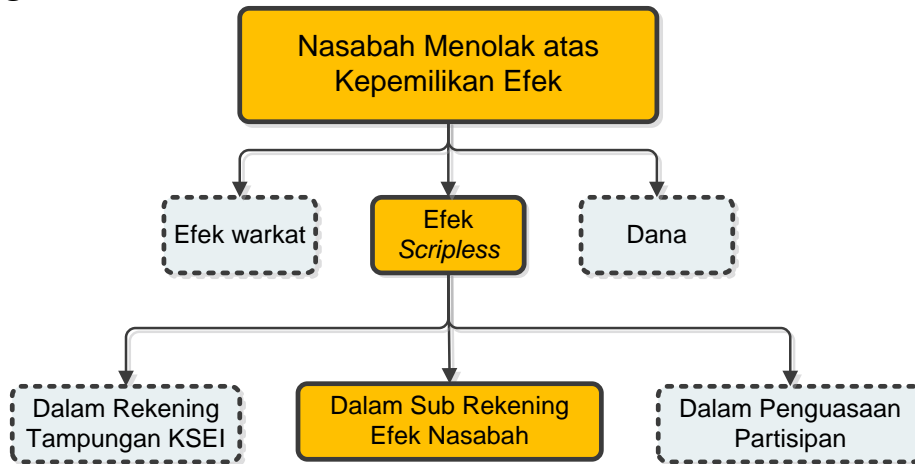 Nasabah Menolak atas
Kepemilikan Efek
Efek warkat
Efek
Scripless
Dana
Dalam Rekening
Tampungan KSEI
Dalam Sub Rekening
Efek Nasabah
Dalam Penguasaan
Partisipan